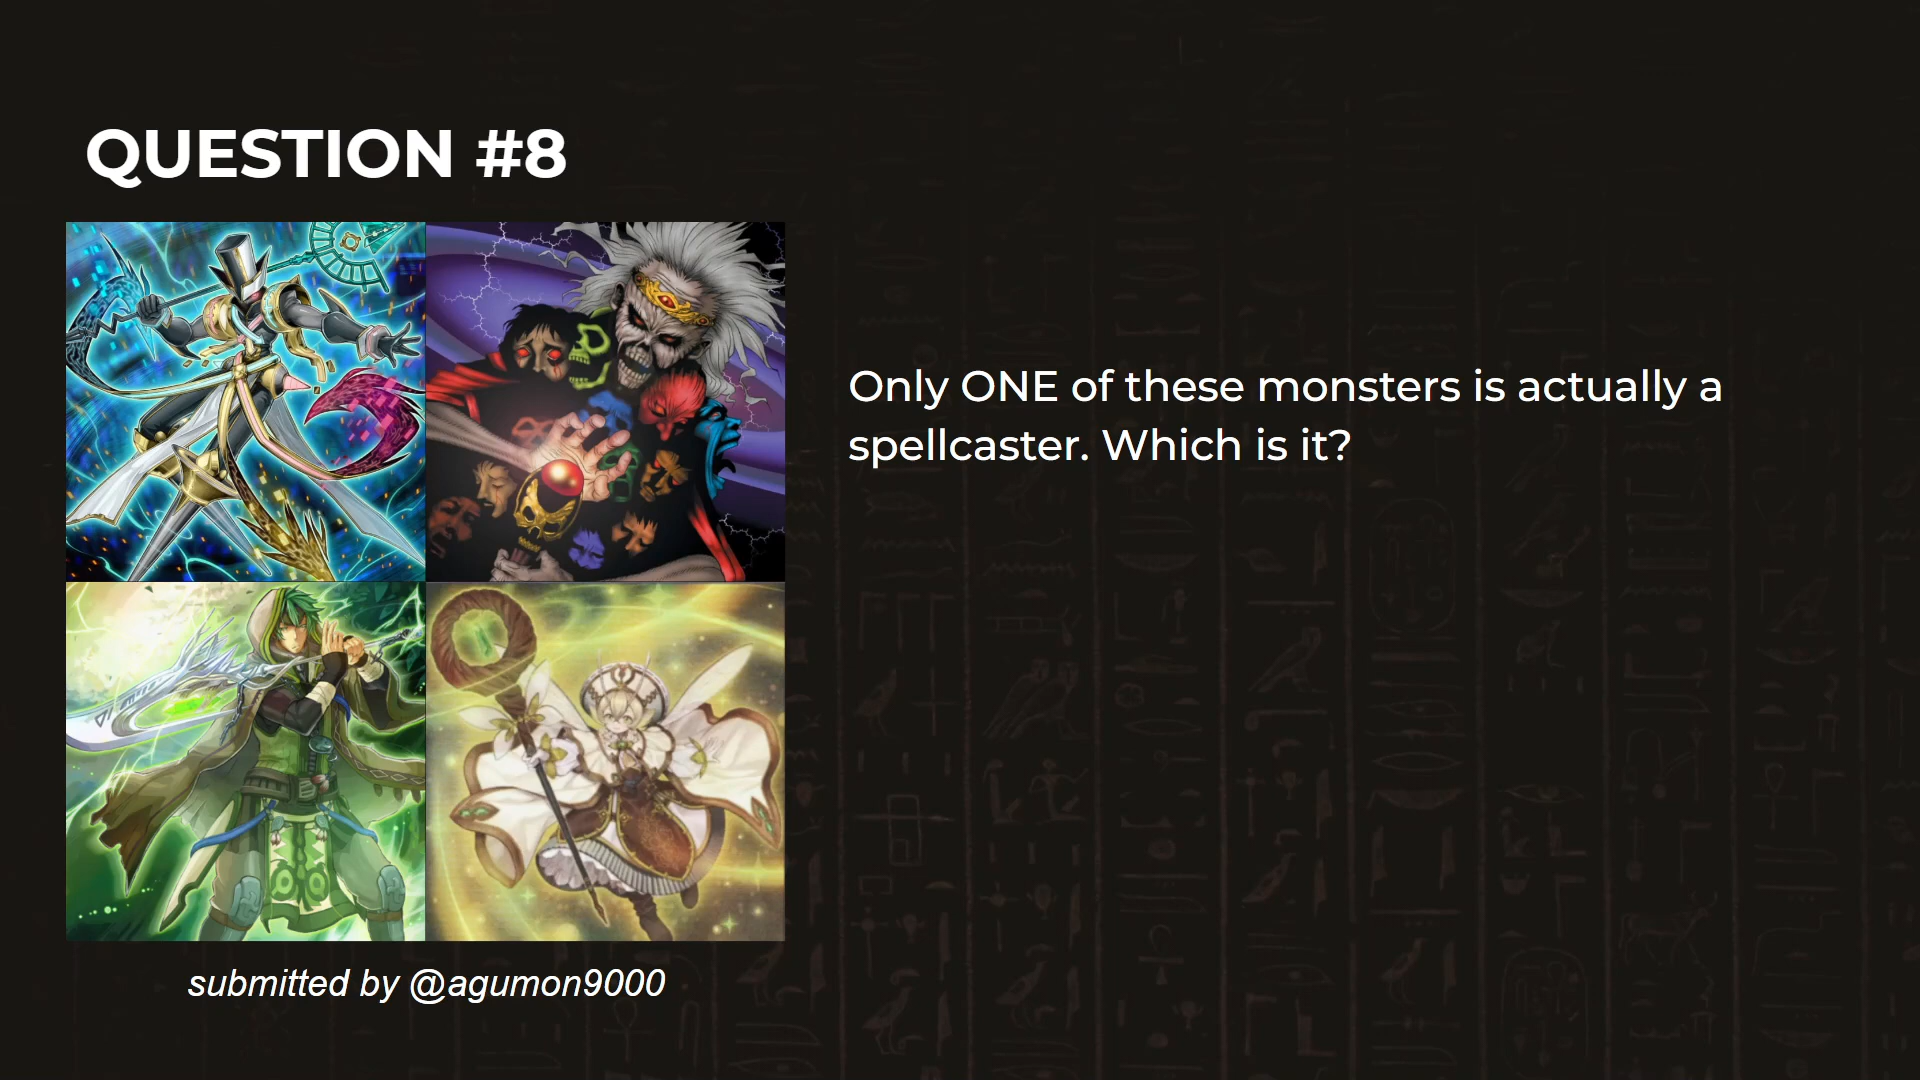 QUESTION #8
Only ONE of these monsters is actually a
spellcaster. Which is it?
submitted by @agumon9000